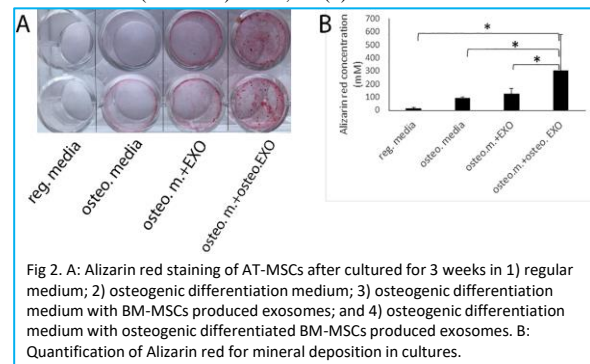 A
B
Alizarin red concentration
(mM)
700
600
500
400
300
200
100
0
*
*
*
reg. media
osteo. media
osteo. m.+EXO
osteo.m.+osteo.EXO
reg. media
osteo. media
osteo.m.+EXO
osteo.m.+osteo. EXO
Fig 2. A: Alizarin red staining of AT-MSCs after cultured for 3 weeks in 1) regular
medium; 2) osteogenic differentiation medium; 3) osteogenic differentiation
medium with BM-MSCs produced exosomes; and 4) osteogenic differentiation
medium with osteogenic differentiated BM-MSCs produced exosomes. B:
Quantification of Alizarin red for mineral deposition in cultures.